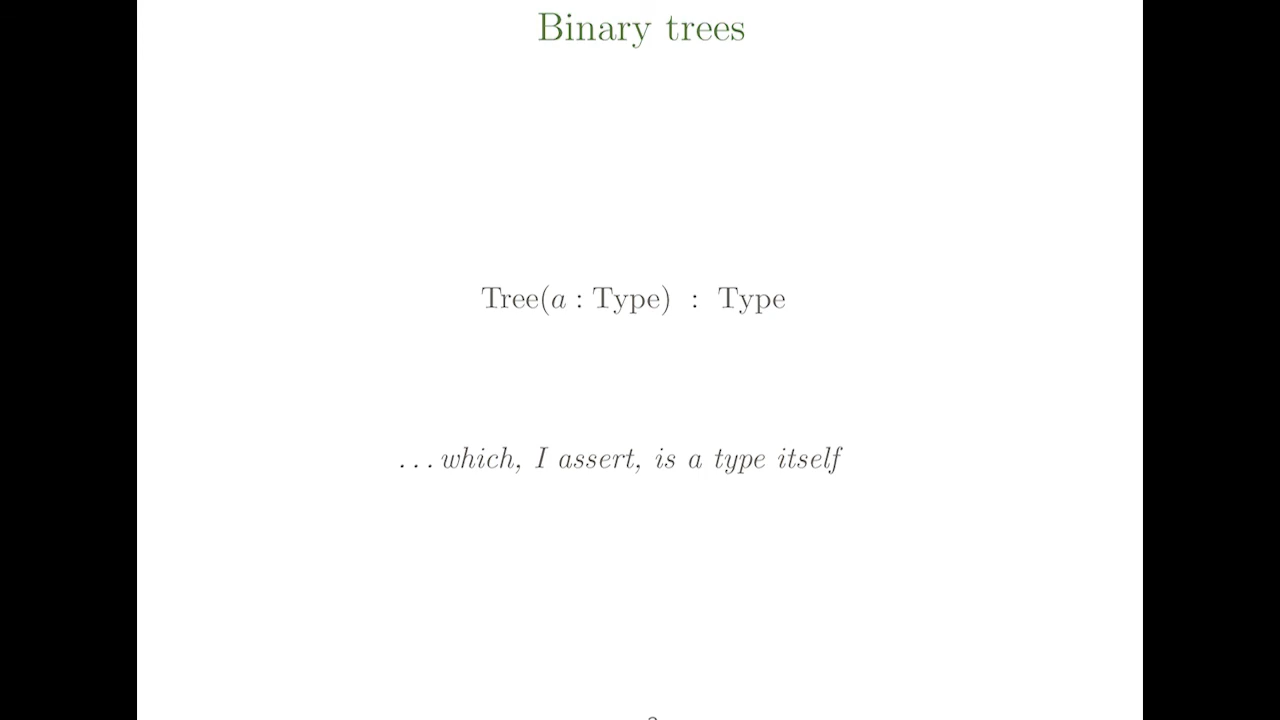 Binary trees
Tree(a : Type) : Type
...which, I assert, is a type itself